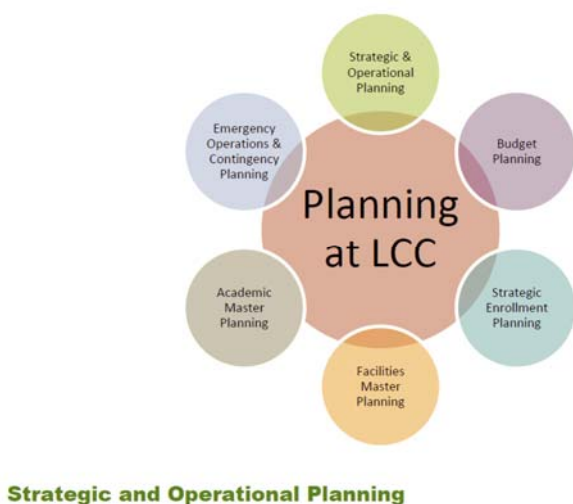 Strategic &
Operational
Planning
Emergency
Operations &
Contingency
Planning
Budget
Planning
Planning
at LCC
Academic
Master
Planning
Strategic
Enrollment
Planning
Facilities
Master
Planning
Strategic and Operational Planning